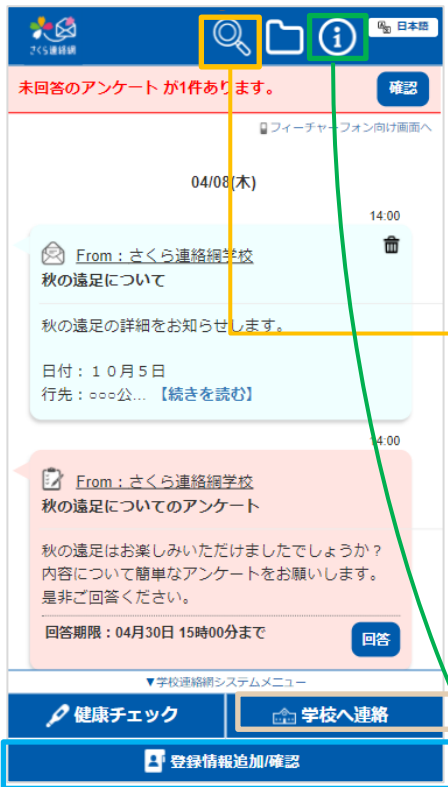 さくら連絡網
日本語
未回答のアンケート が1件あります。
確認
フィーチャーフォン向け画面へ
04/08(木)
14:00
From：さくら連絡網学校
秋の遠足について
秋の遠足の詳細をお知らせします。
日付：１０月５日
行先：○○○公...【続きを読む】
14:00
From：さくら連絡網学校
秋の遠足についてのアンケート
秋の遠足はお楽しみいただけましたでしょうか？
内容について簡単なアンケートをお願いします。
是非ご回答ください。
回答期限：04月30日 15時00分まで
回答
▼学校連絡網システムメニュー
健康チェック
学校へ連絡
登録情報追加/確認